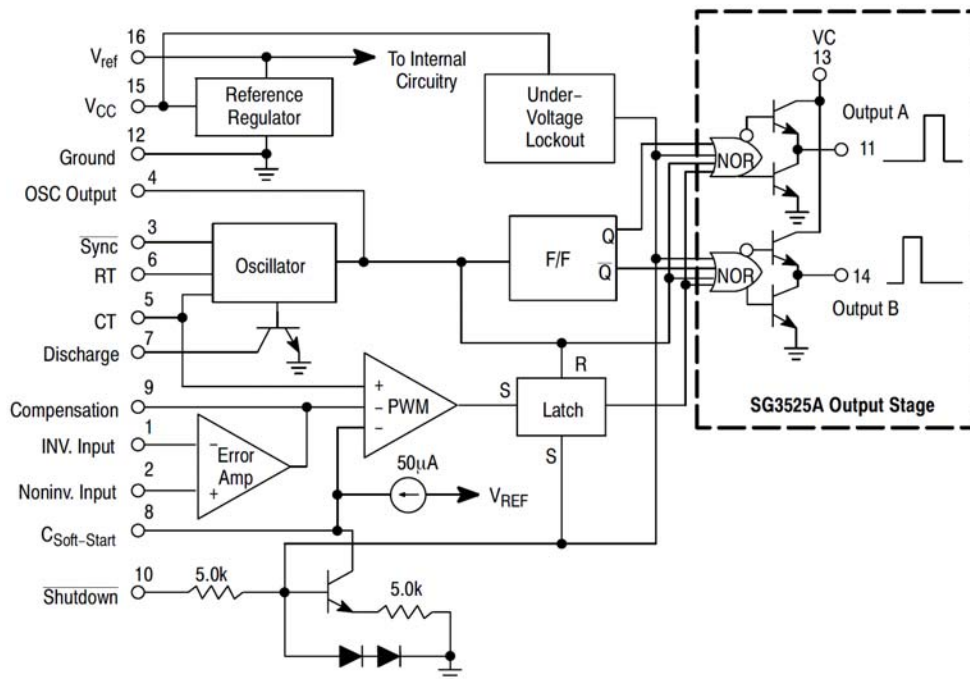 16
Vref
To Internal
Circuitry
15
VCC
Reference
Regulator
Under-
Voltage
Lockout
VC
13
Output A
11
12
Ground
4
OSC Output
NOR
3
Sync
6
RT
Oscillator
F/F
Q
Q
NOR
14
Output B
5
CT
7
Discharge
R
9
Compensation
+
− PWM
−
S
Latch
SG3525A Output Stage
1
INV. Input
−
Error
Amp
+
S
2
Noninv. Input
50µA
VREF
8
CSoft−Start
10
Shutdown
5.0k
5.0k